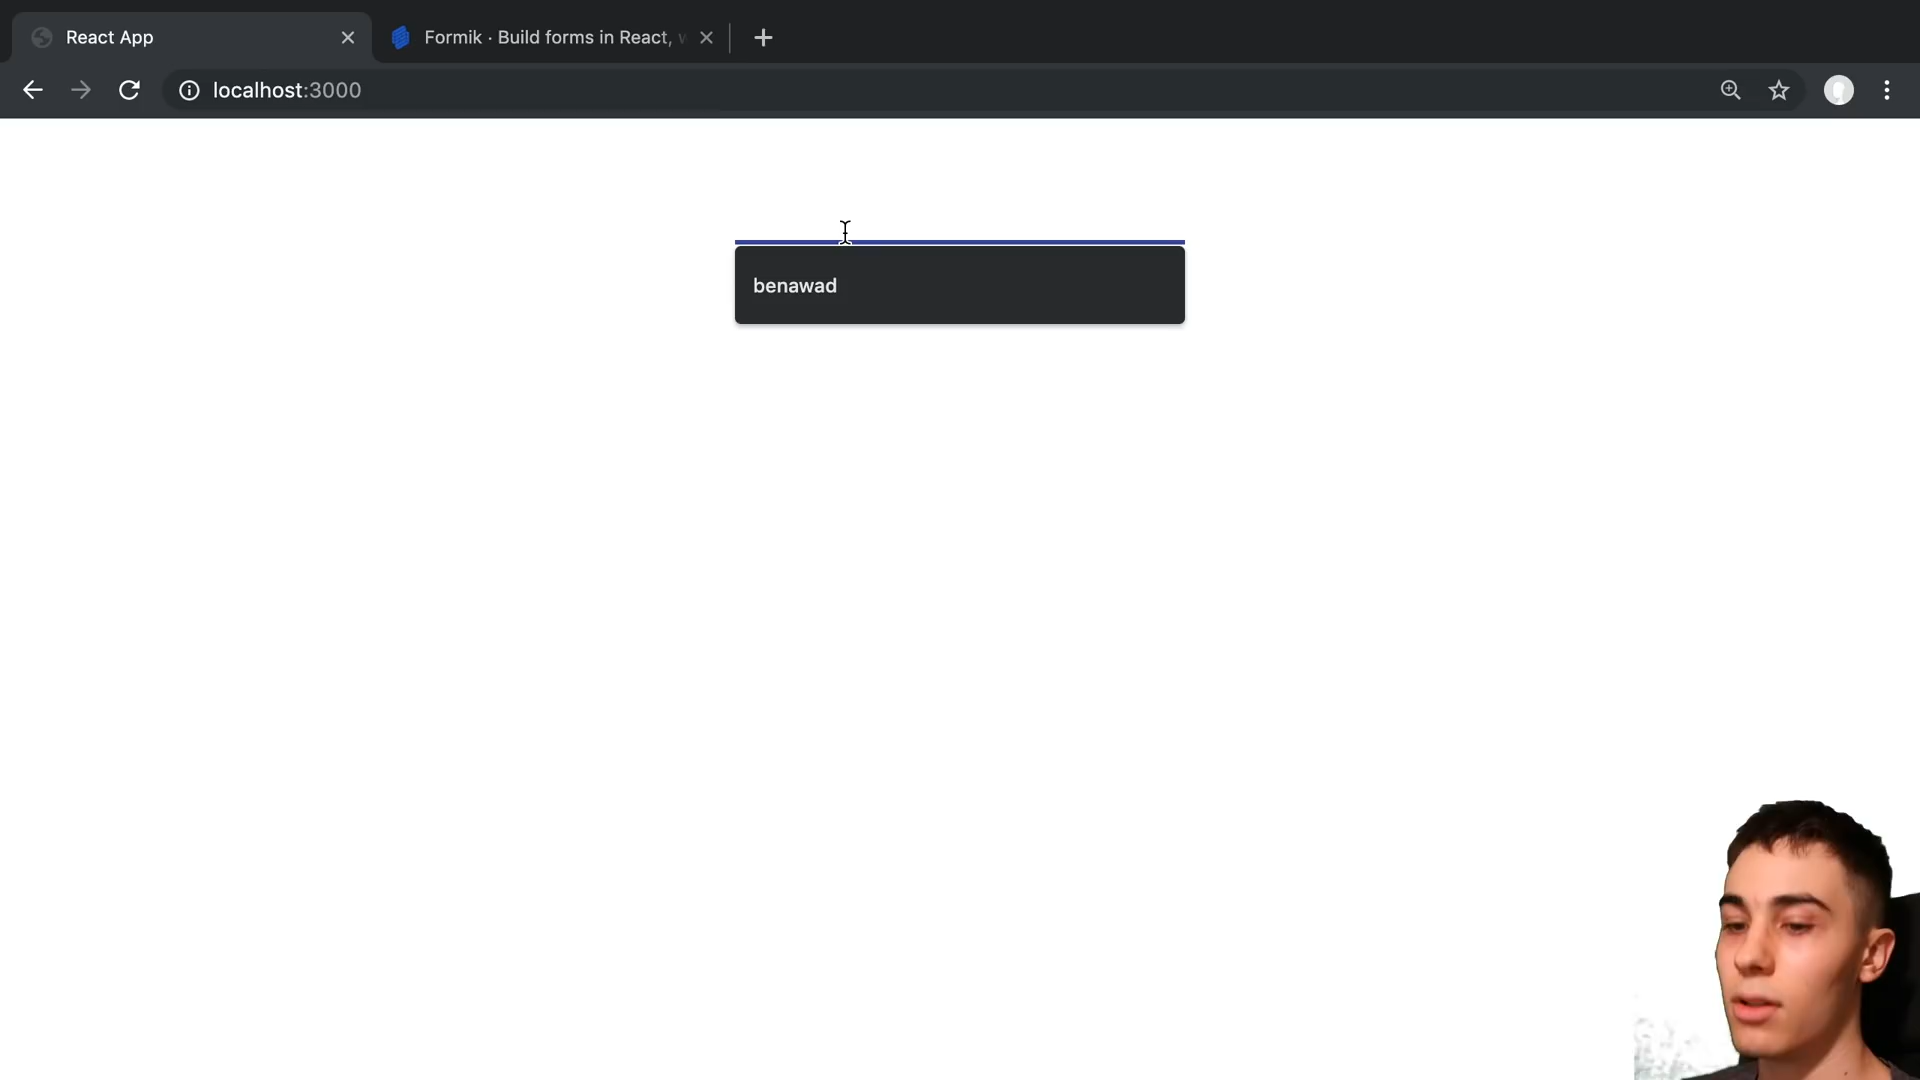 React App
Formik · Build forms in React,
localhost:3000
benawad